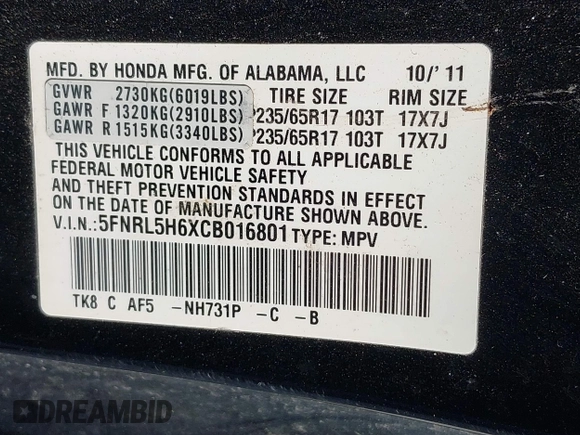 MFD. BY HONDA MFG. OF ALABAMA, LLC 10/'11
GVWR 2730KG(6019LBS) TIRE SIZE RIM SIZE
GAWR F 1320KG(2910LBS) P235/65R17 103T 17X7J
GAWR R 1515KG(3340LBS) P235/65R17 103T 17X7J
THIS VEHICLE CONFORMS TO ALL APPLICABLE
FEDERAL MOTOR VEHICLE SAFETY
AND THEFT PREVENTION STANDARDS IN EFFECT
ON THE DATE OF MANUFACTURE SHOWN ABOVE.
V.I.N.:5FNRL5H6XCB016801 TYPE: MPV
TK8 C AF5 -NH731P -C -B
DREAMBID